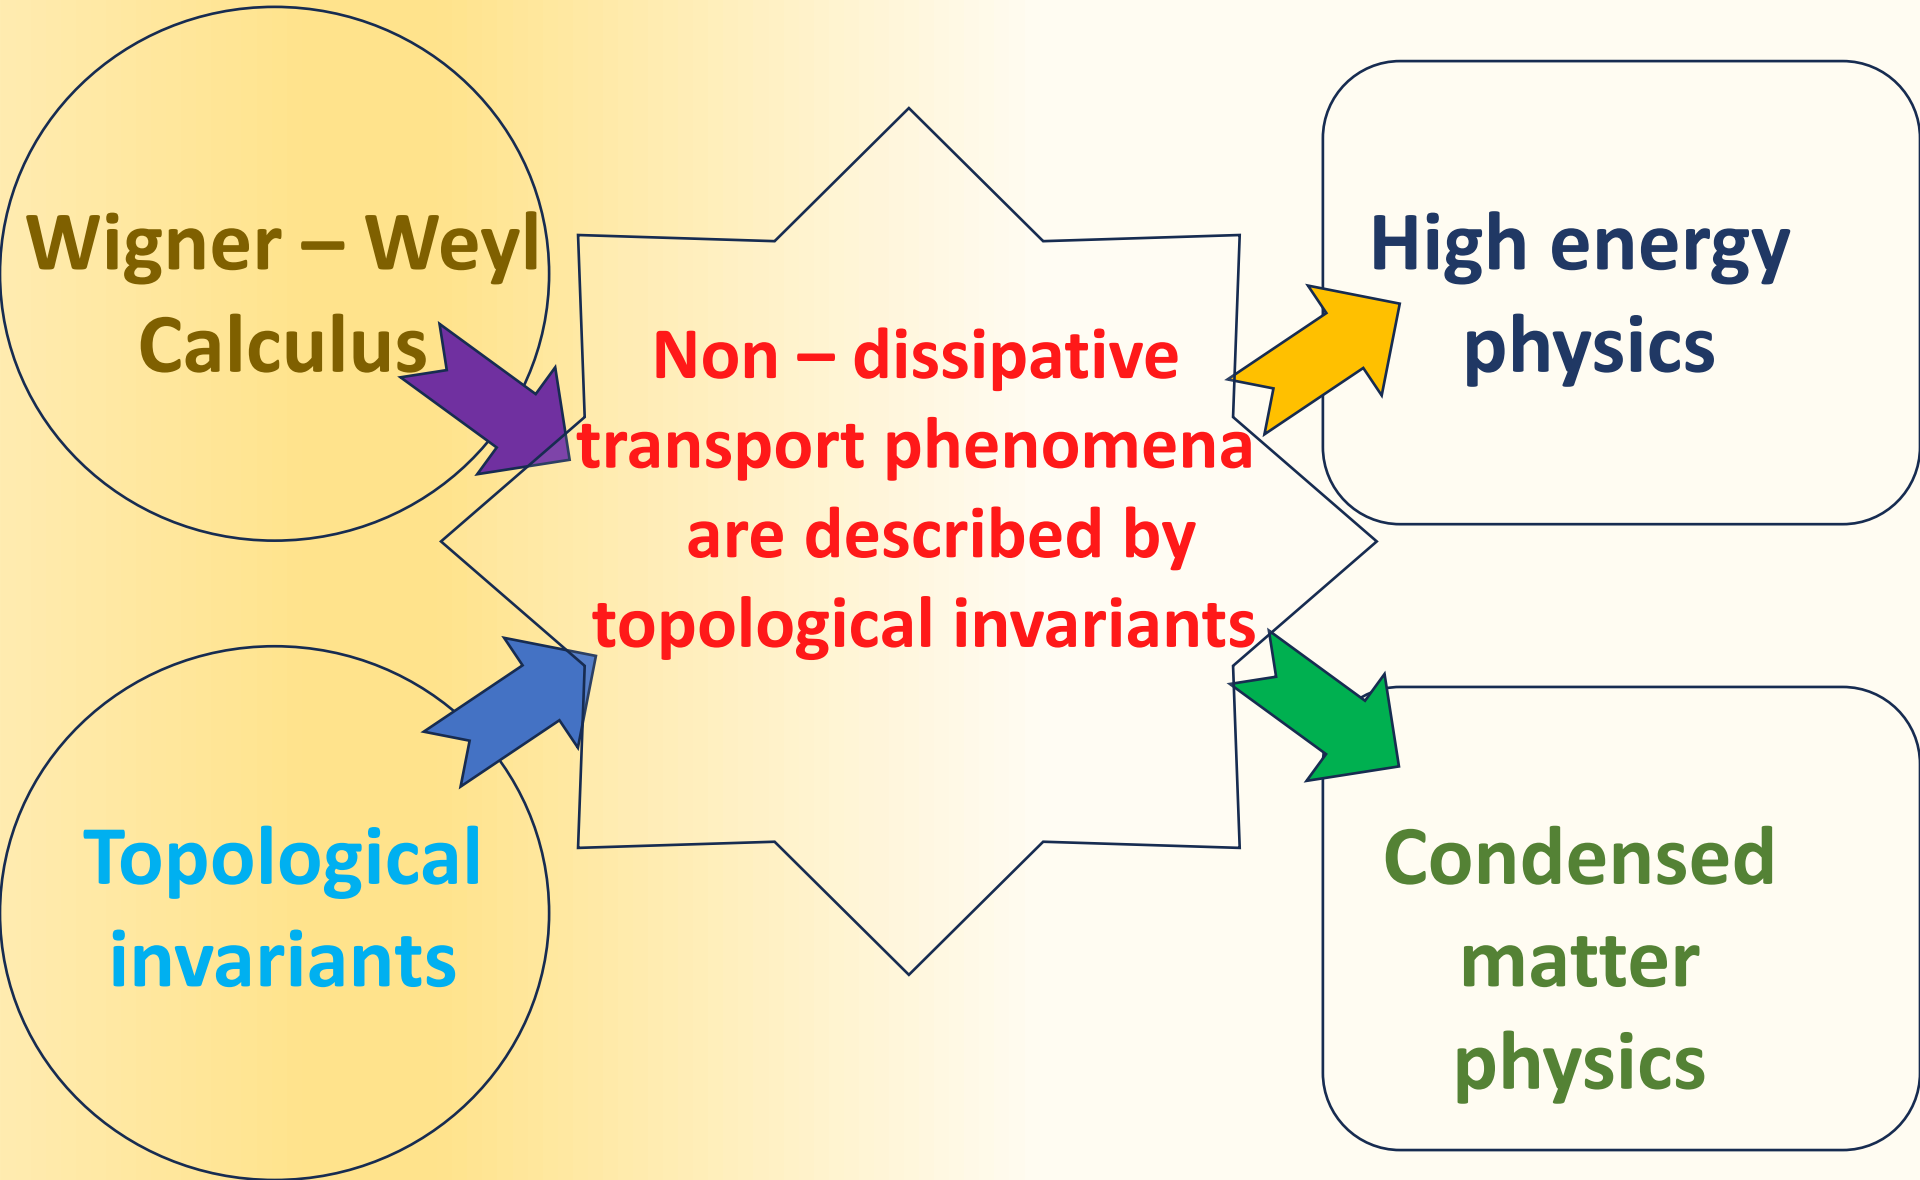 Wigner – Weyl
Calculus
Topological
invariants
Non – dissipative
transport phenomena
are described by
topological invariants
High energy
physics
Condensed
matter
physics